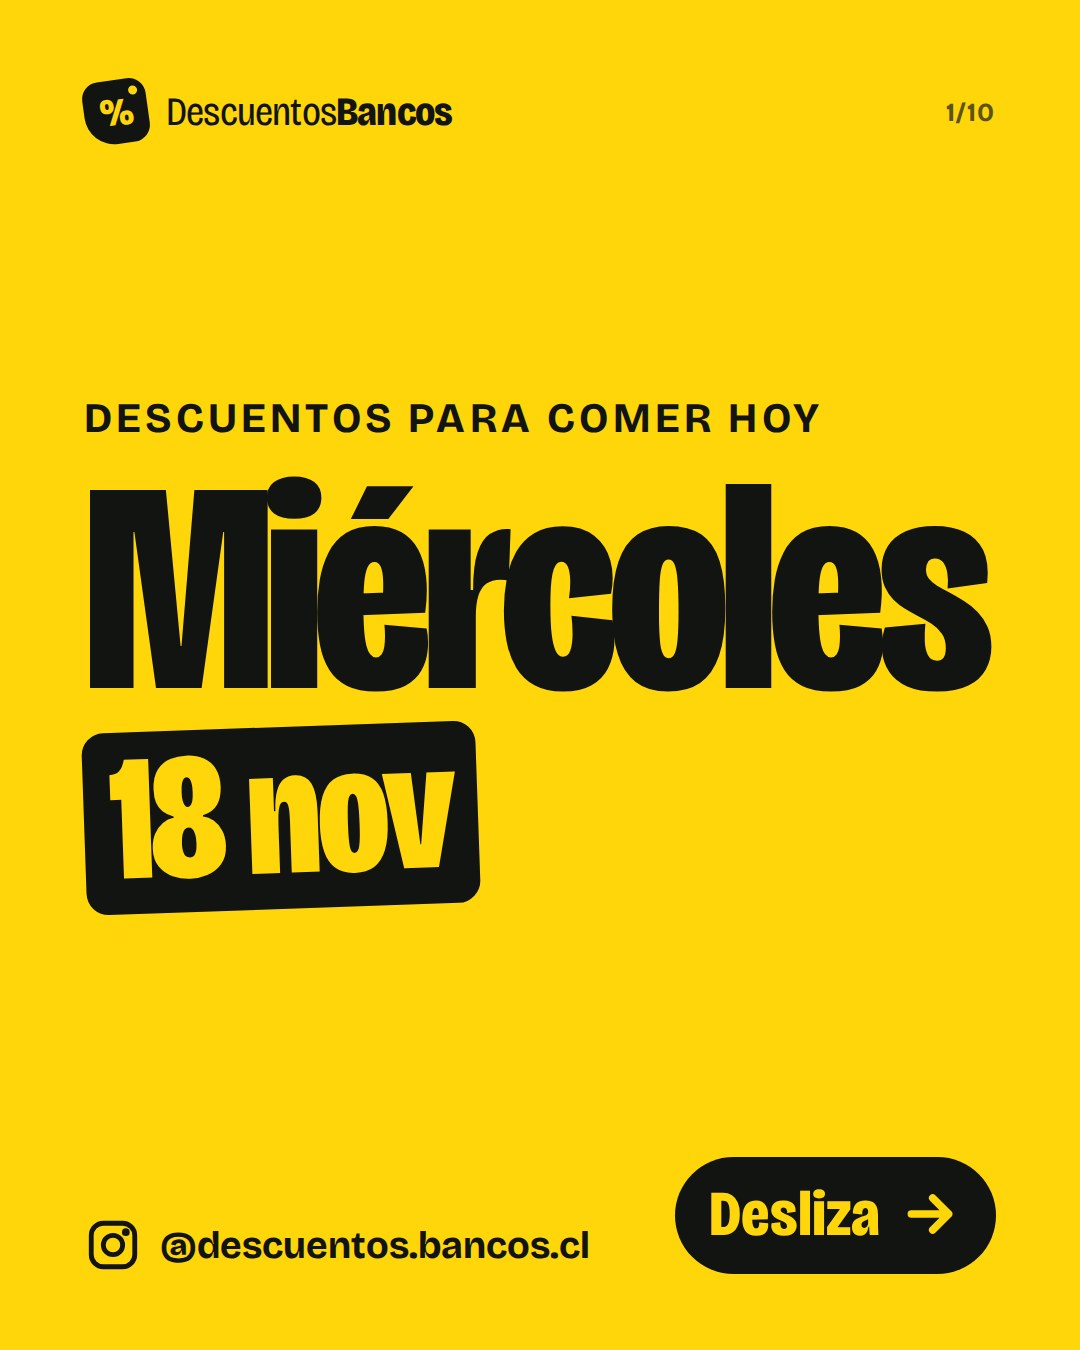 % DescuentosBancos
1/10
DESCUENTOS PARA COMER HOY
Miércoles
18 nov
@descuentos.bancos.cl
Desliza →